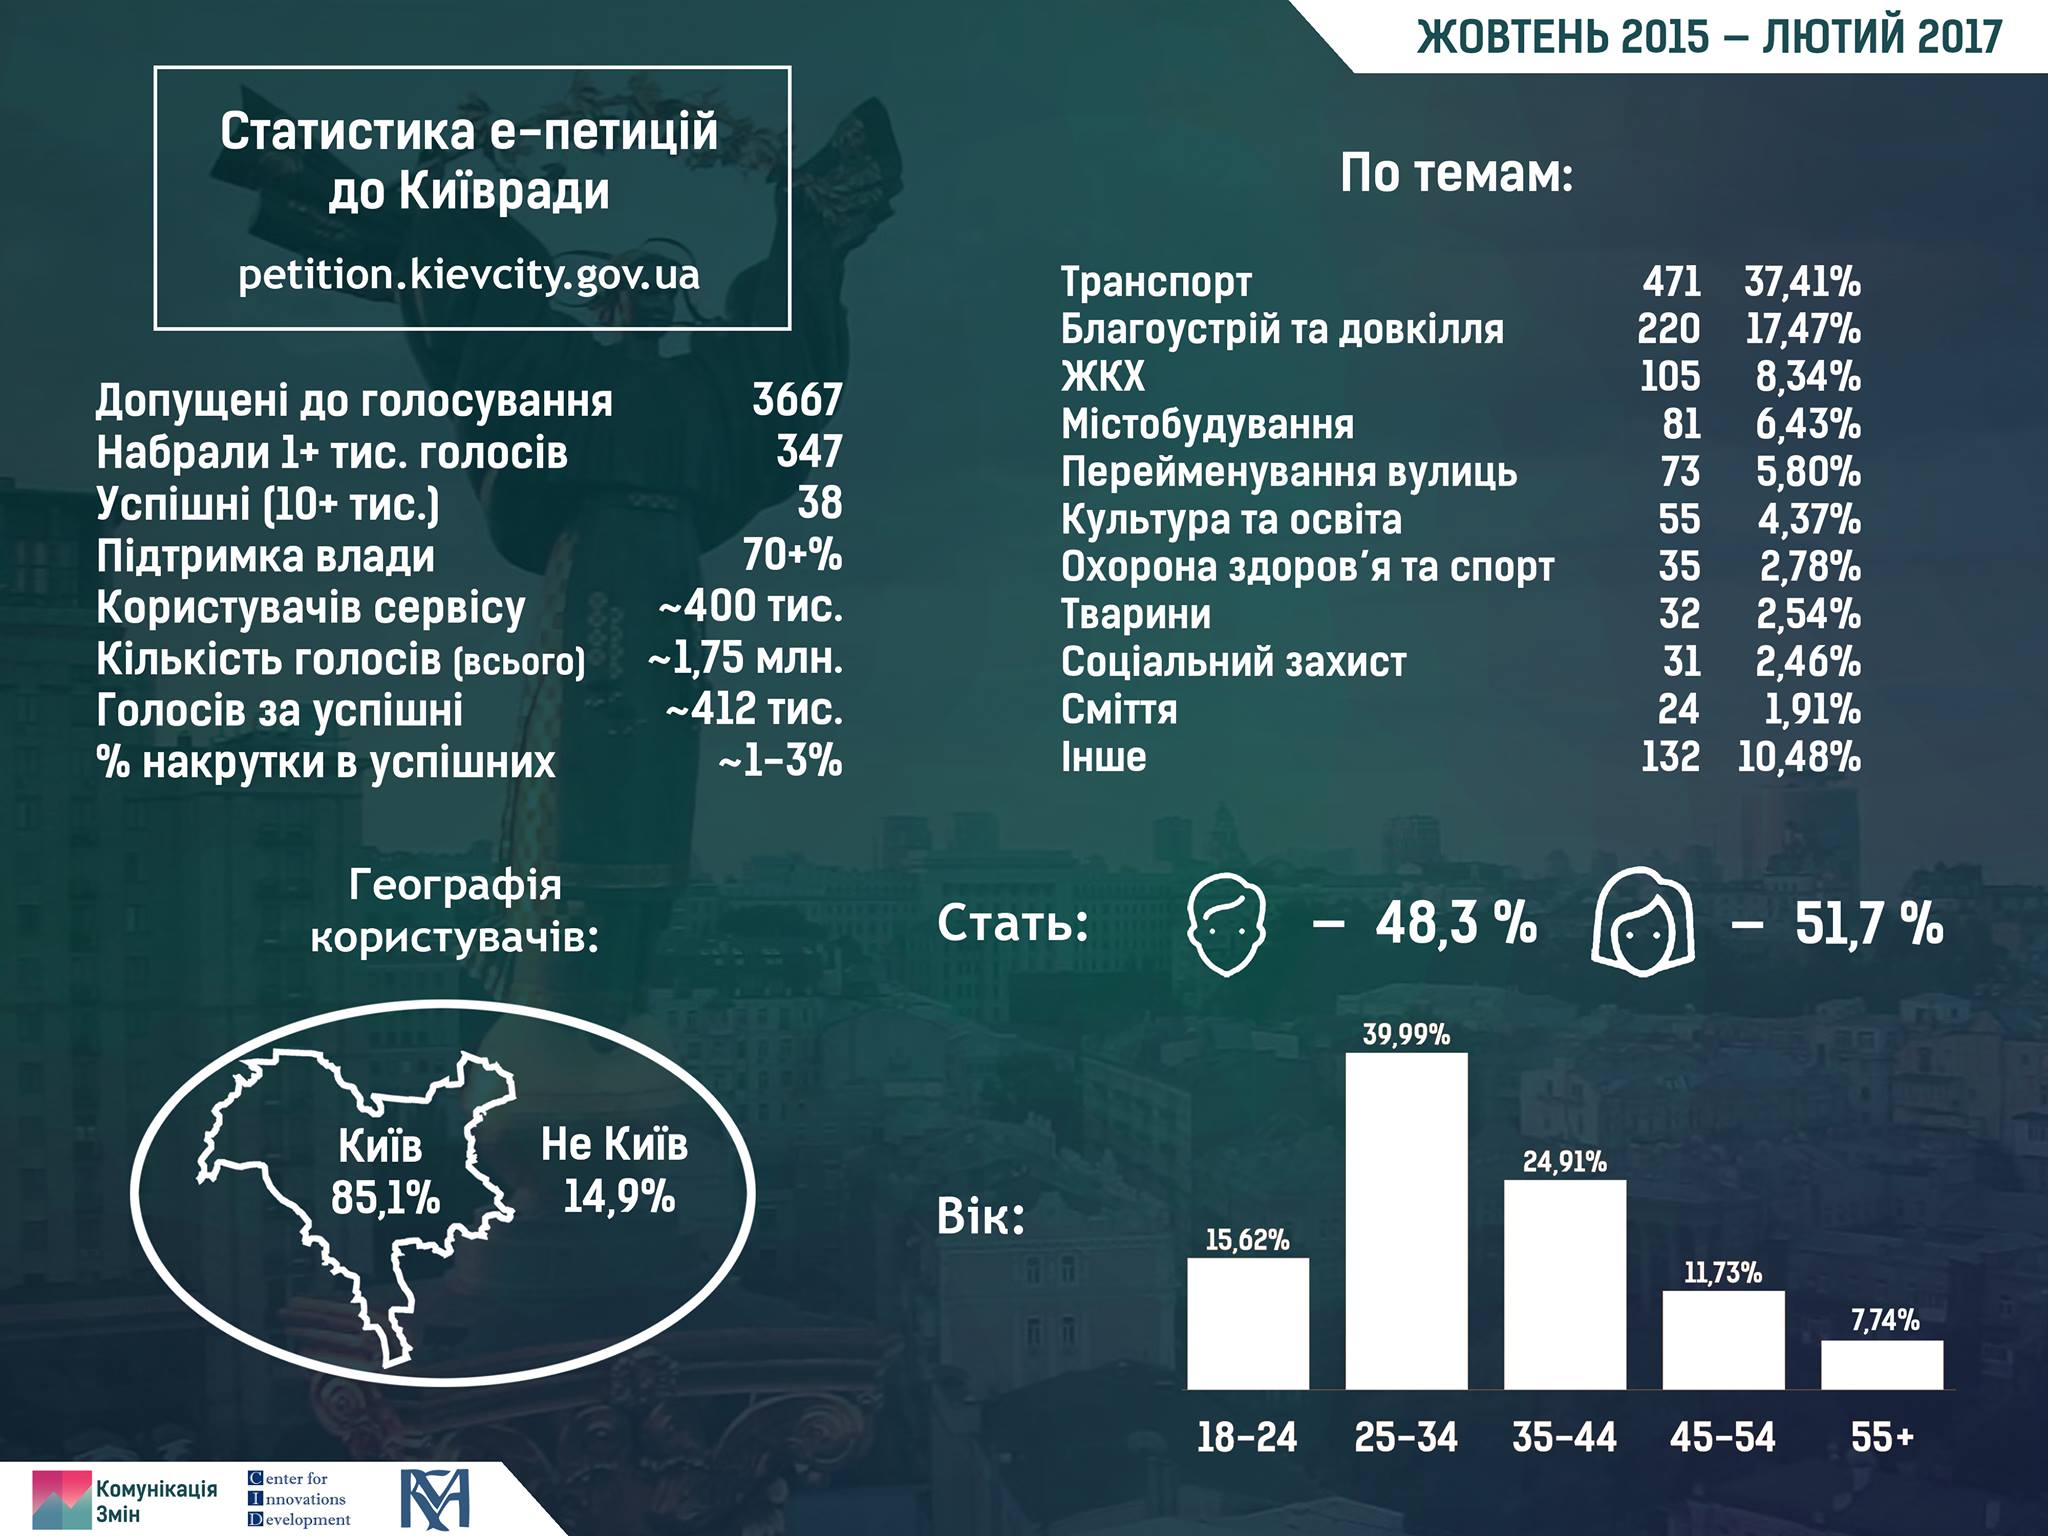 ЖОВТЕНЬ 2015 – ЛЮТИЙ 2017
Статистика е-петицій
до Київради
petition.kievcity.gov.ua
Допущені до голосування 3667
Набрали 1+ тис. голосів 347
Успішні (10+ тис.) 38
Підтримка влади 70+%
Користувачів сервісу ~400 тис.
Кількість голосів (всього) ~1,75 млн.
Голосів за успішні ~412 тис.
% накрутки в успішних ~1-3%
По темам:
Транспорт 471 37,41%
Благоустрій та довкілля 220 17,47%
ЖКХ 105 8,34%
Містобудування 81 6,43%
Перейменування вулиць 73 5,80%
Культура та освіта 55 4,37%
Охорона здоров’я та спорт 35 2,78%
Тварини 32 2,54%
Соціальний захист 31 2,46%
Сміття 24 1,91%
Інше 132 10,48%
Географія
користувачів:
Київ
85,1%
Не Київ
14,9%
Стать: – 48,3 % – 51,7 %
Вік:
15,62%
39,99%
24,91%
11,73%
7,74%
18-24 25-34 35-44 45-54 55+
Комунікація
Змін
Center for
Innovations
Development